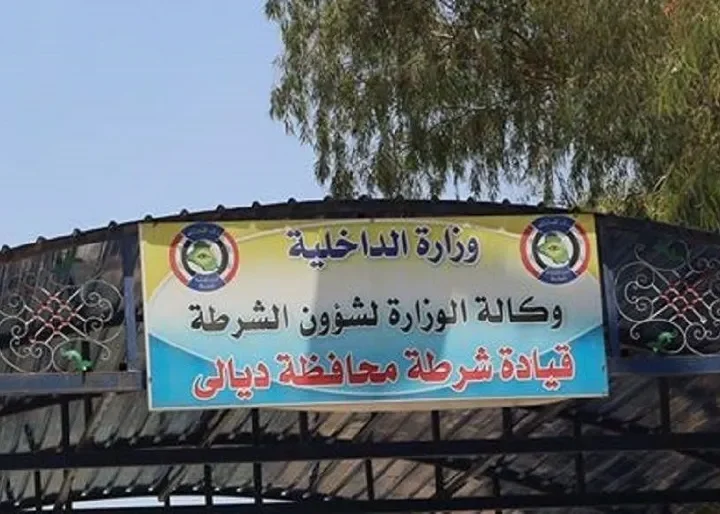 وزارة الداخلية
وكالة الوزارة لشؤون الشرطة
قيادة شرطة محافظة ديالى